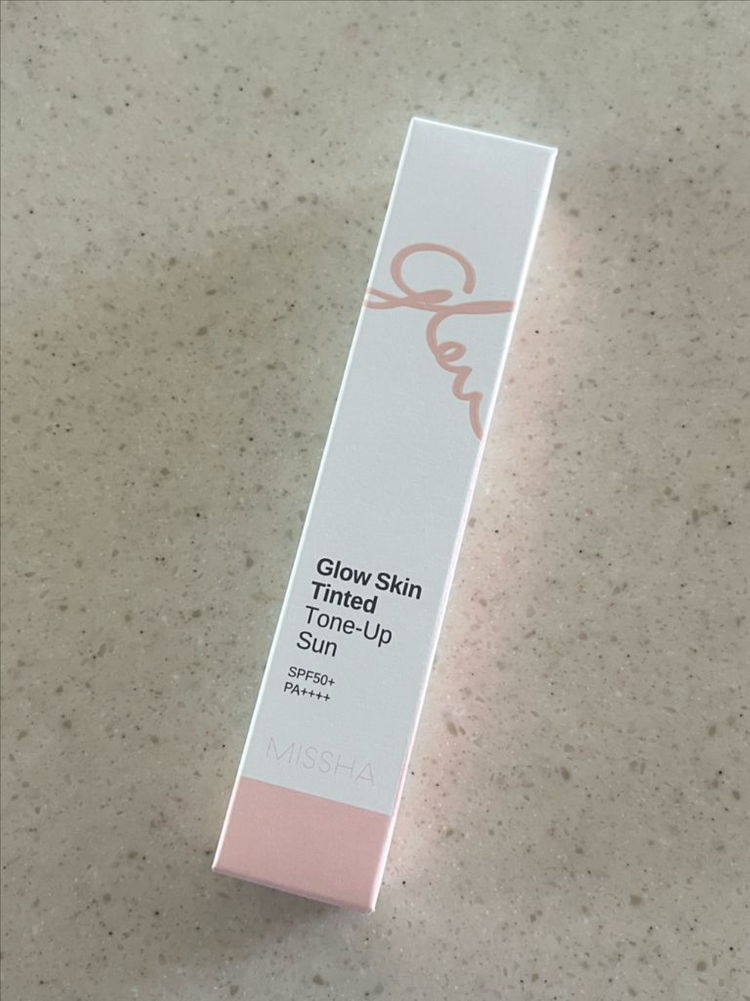 Glow
Glow Skin
Tinted
Tone-Up
Sun
SPF50+
PA++++
MISSHA